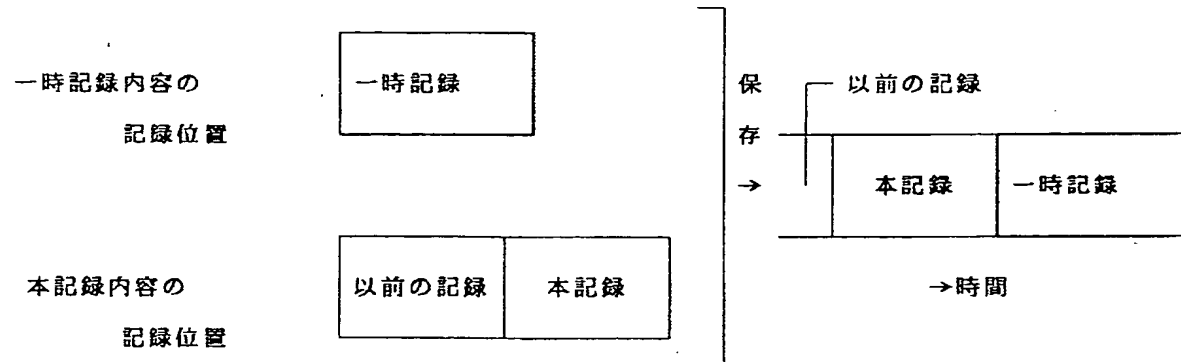 一時記録内容の
記録位置
一時記録
本記録内容の
記録位置
以前の記録
本記録
保存→
以前の記録
本記録
一時記録
→時間